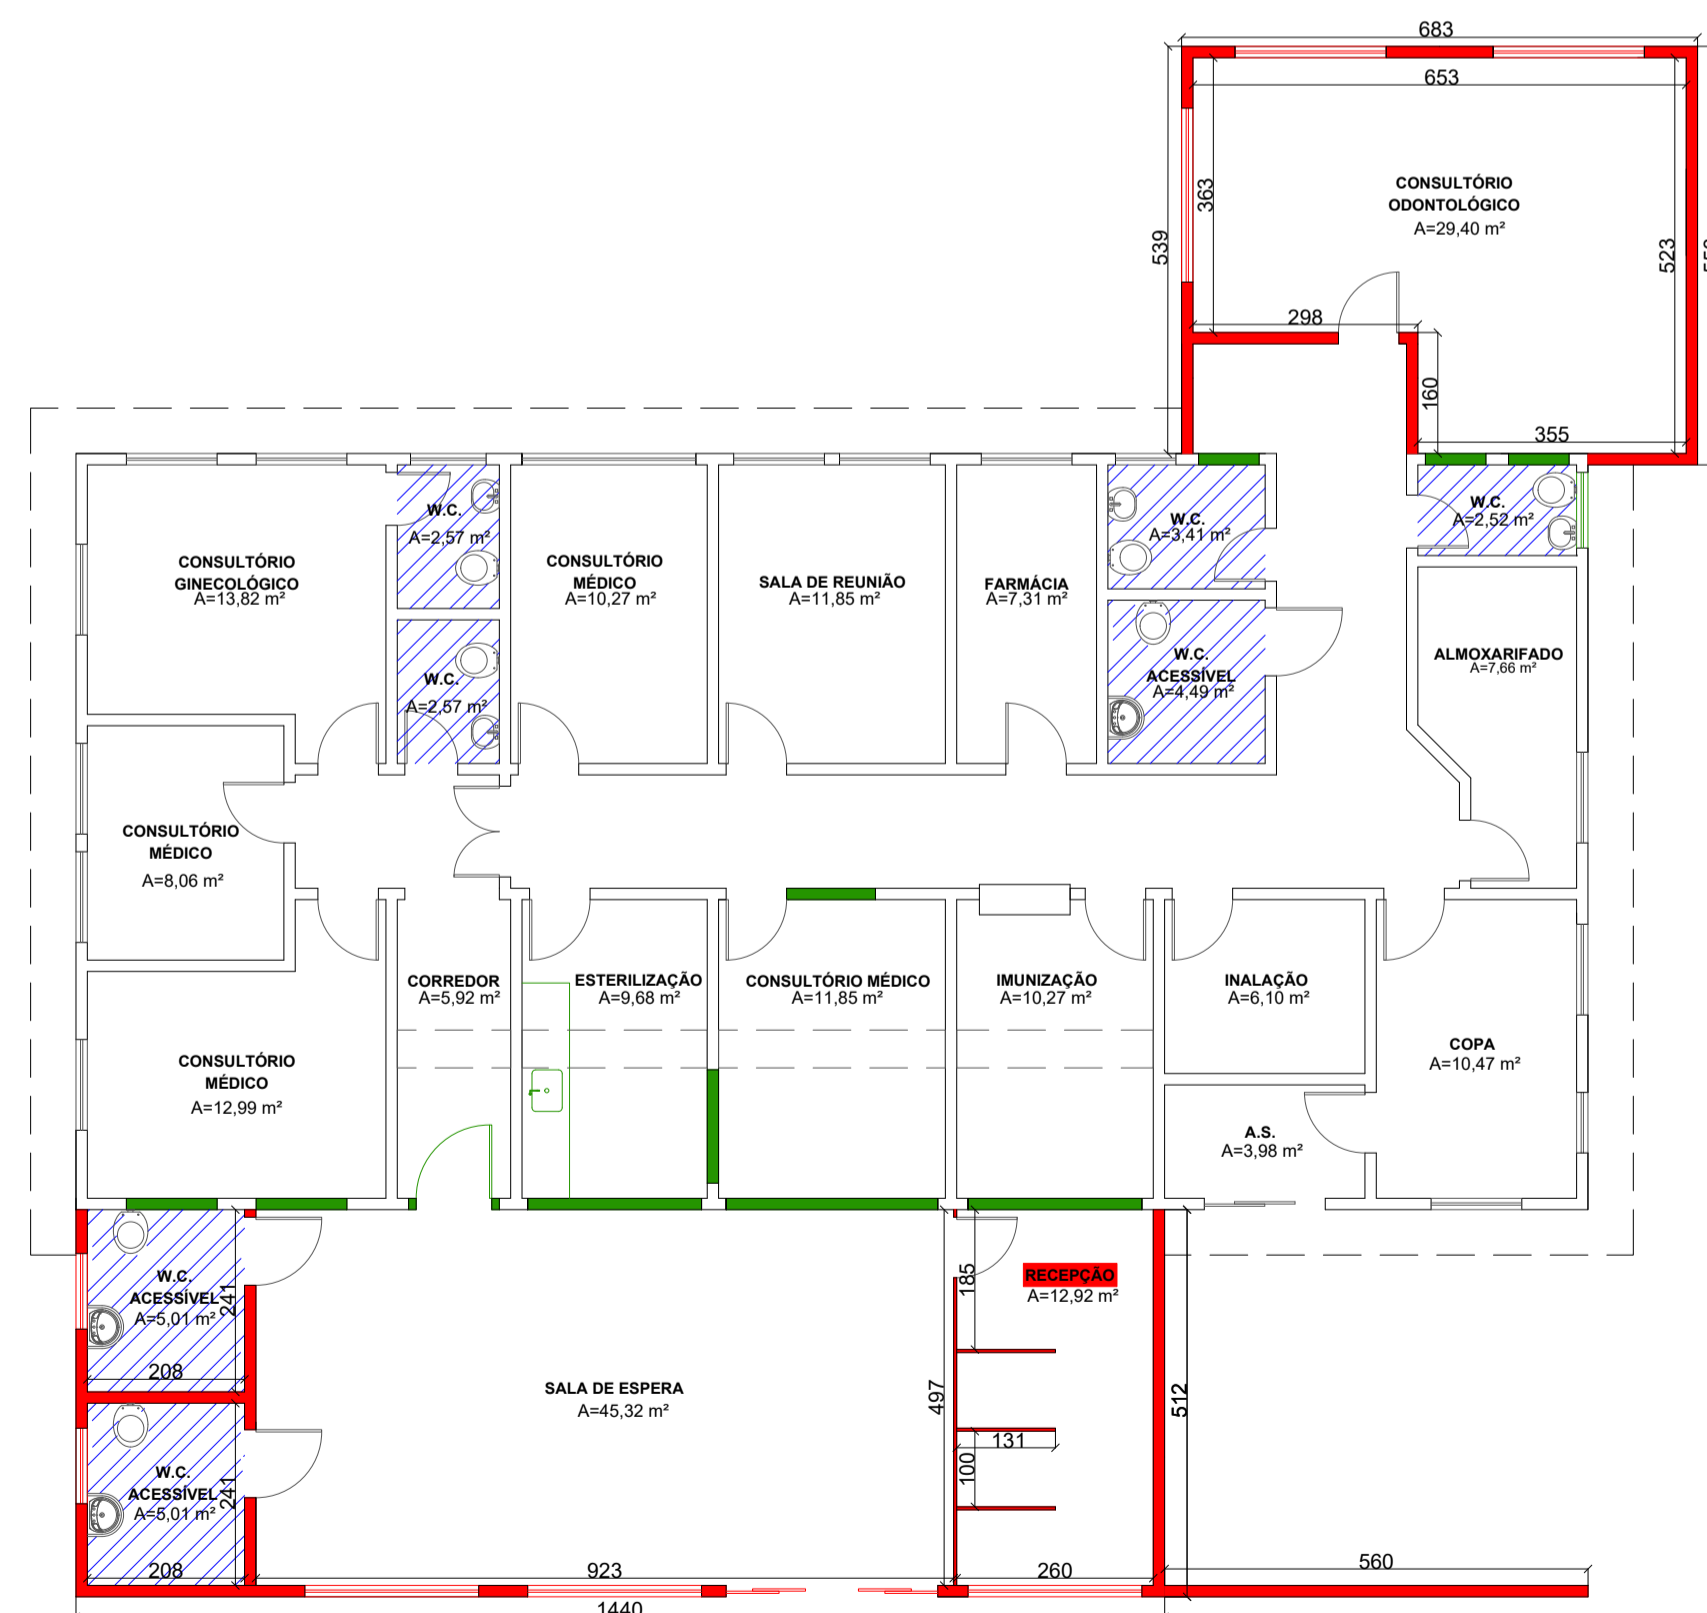 683
653
CONSULTÓRIO
ODONTOLÓGICO
A=29,40 m²
363
539
523
298
160
355
W.C.
A=2,57 m²
W.C.
A=3,41 m²
W.C.
A=2,52 m²
CONSULTÓRIO
GINECOLÓGICO
A=13,82 m²
CONSULTÓRIO
MÉDICO
A=10,27 m²
SALA DE REUNIÃO
A=11,85 m²
FARMÁCIA
A=7,31 m²
W.C.
A=2,57 m²
W.C.
ACESSÍVEL
A=4,49 m²
ALMOXARIFADO
A=7,66 m²
CONSULTÓRIO
MÉDICO
A=8,06 m²
CORREDOR
A=5,92 m²
ESTERILIZAÇÃO
A=9,68 m²
CONSULTÓRIO MÉDICO
A=11,85 m²
IMUNIZAÇÃO
A=10,27 m²
INALAÇÃO
A=6,10 m²
COPA
A=10,47 m²
CONSULTÓRIO
MÉDICO
A=12,99 m²
A.S.
A=3,98 m²
W.C.
ACESSÍVEL
A=5,01 m²
241
208
185
RECEPÇÃO
A=12,92 m²
SALA DE ESPERA
A=45,32 m²
497
512
131
100
W.C.
ACESSÍVEL
A=5,01 m²
241
208
923
260
560
1440